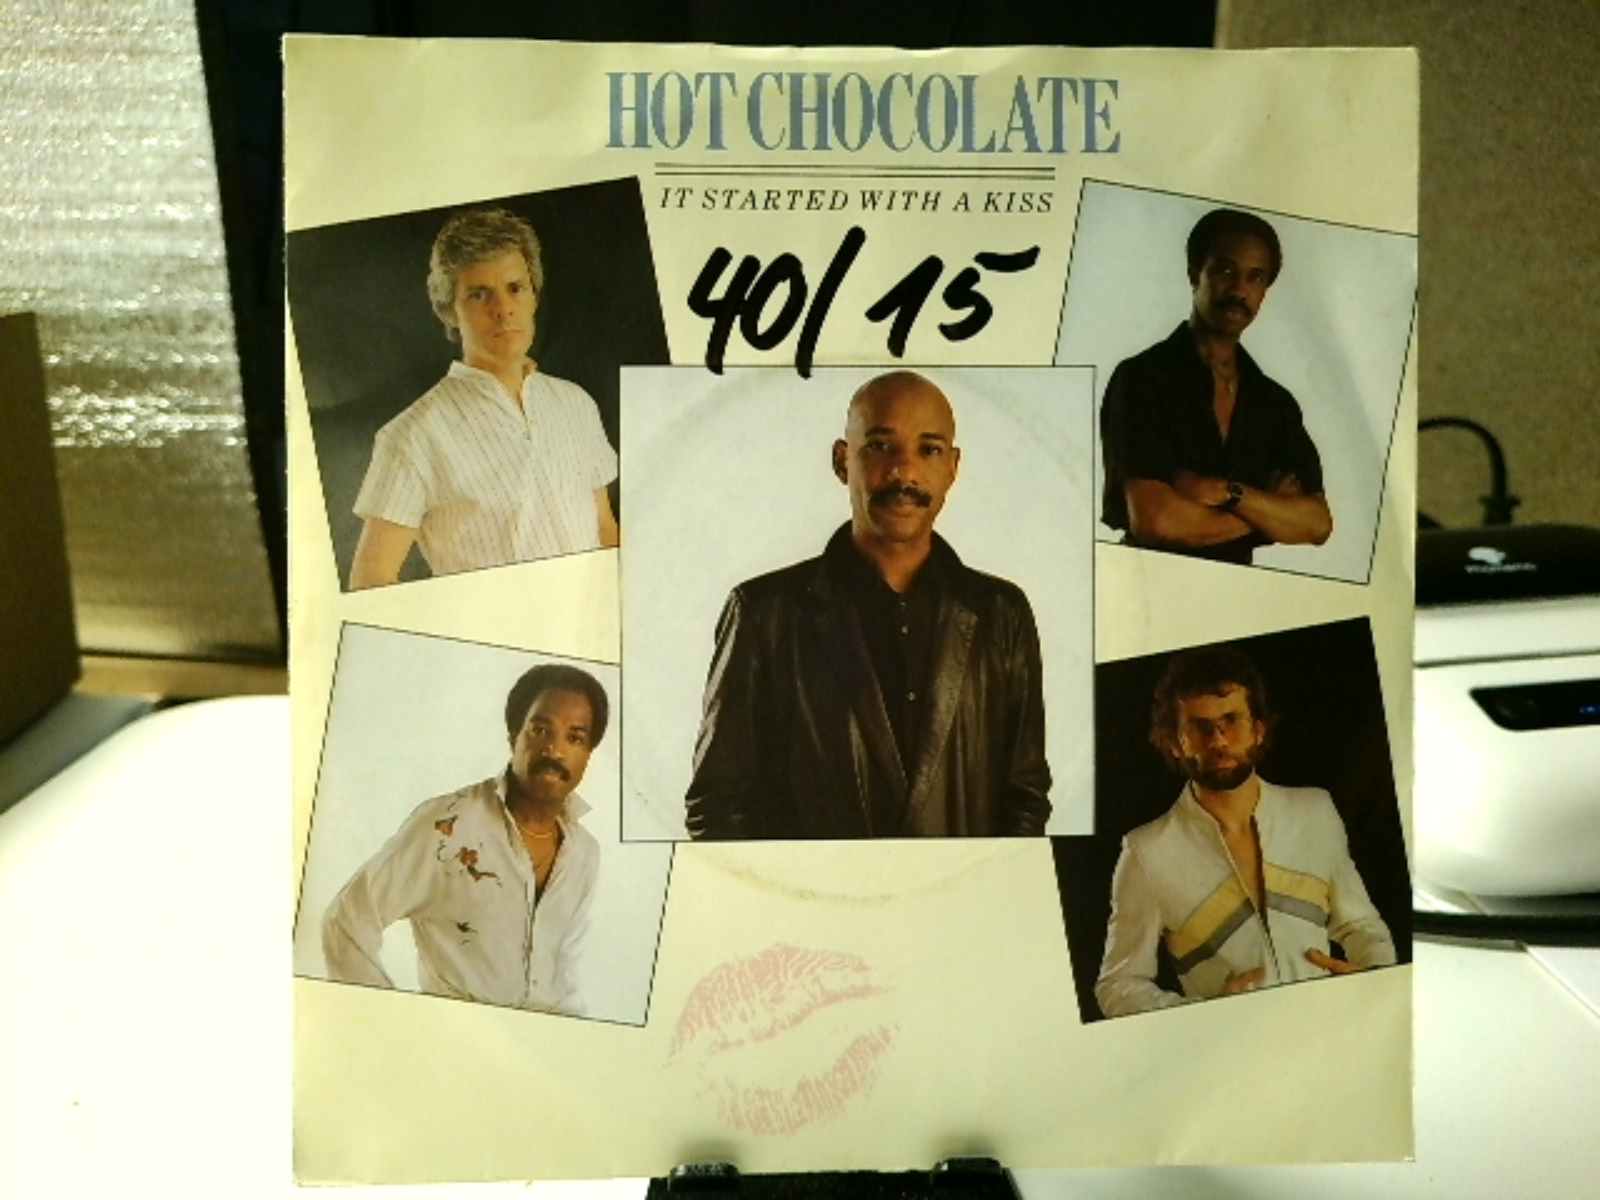 HOT CHOCOLATE
IT STARTED WITH A KISS
40/15